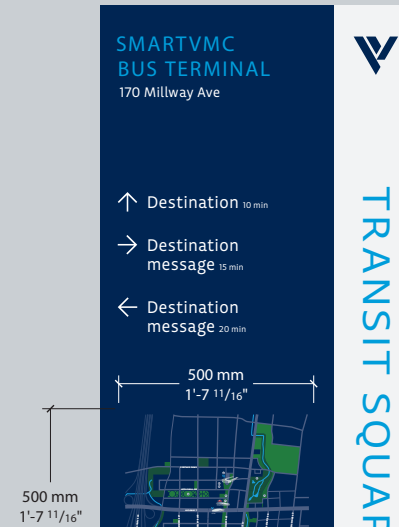 SMARTVMC
BUS TERMINAL
170 Millway Ave
Destination 10 min
Destination
message 15 min
Destination
message 20 min
500 mm
1'-7 11/16"
500 mm
1'-7 11/16"
TRANSIT SQUAR